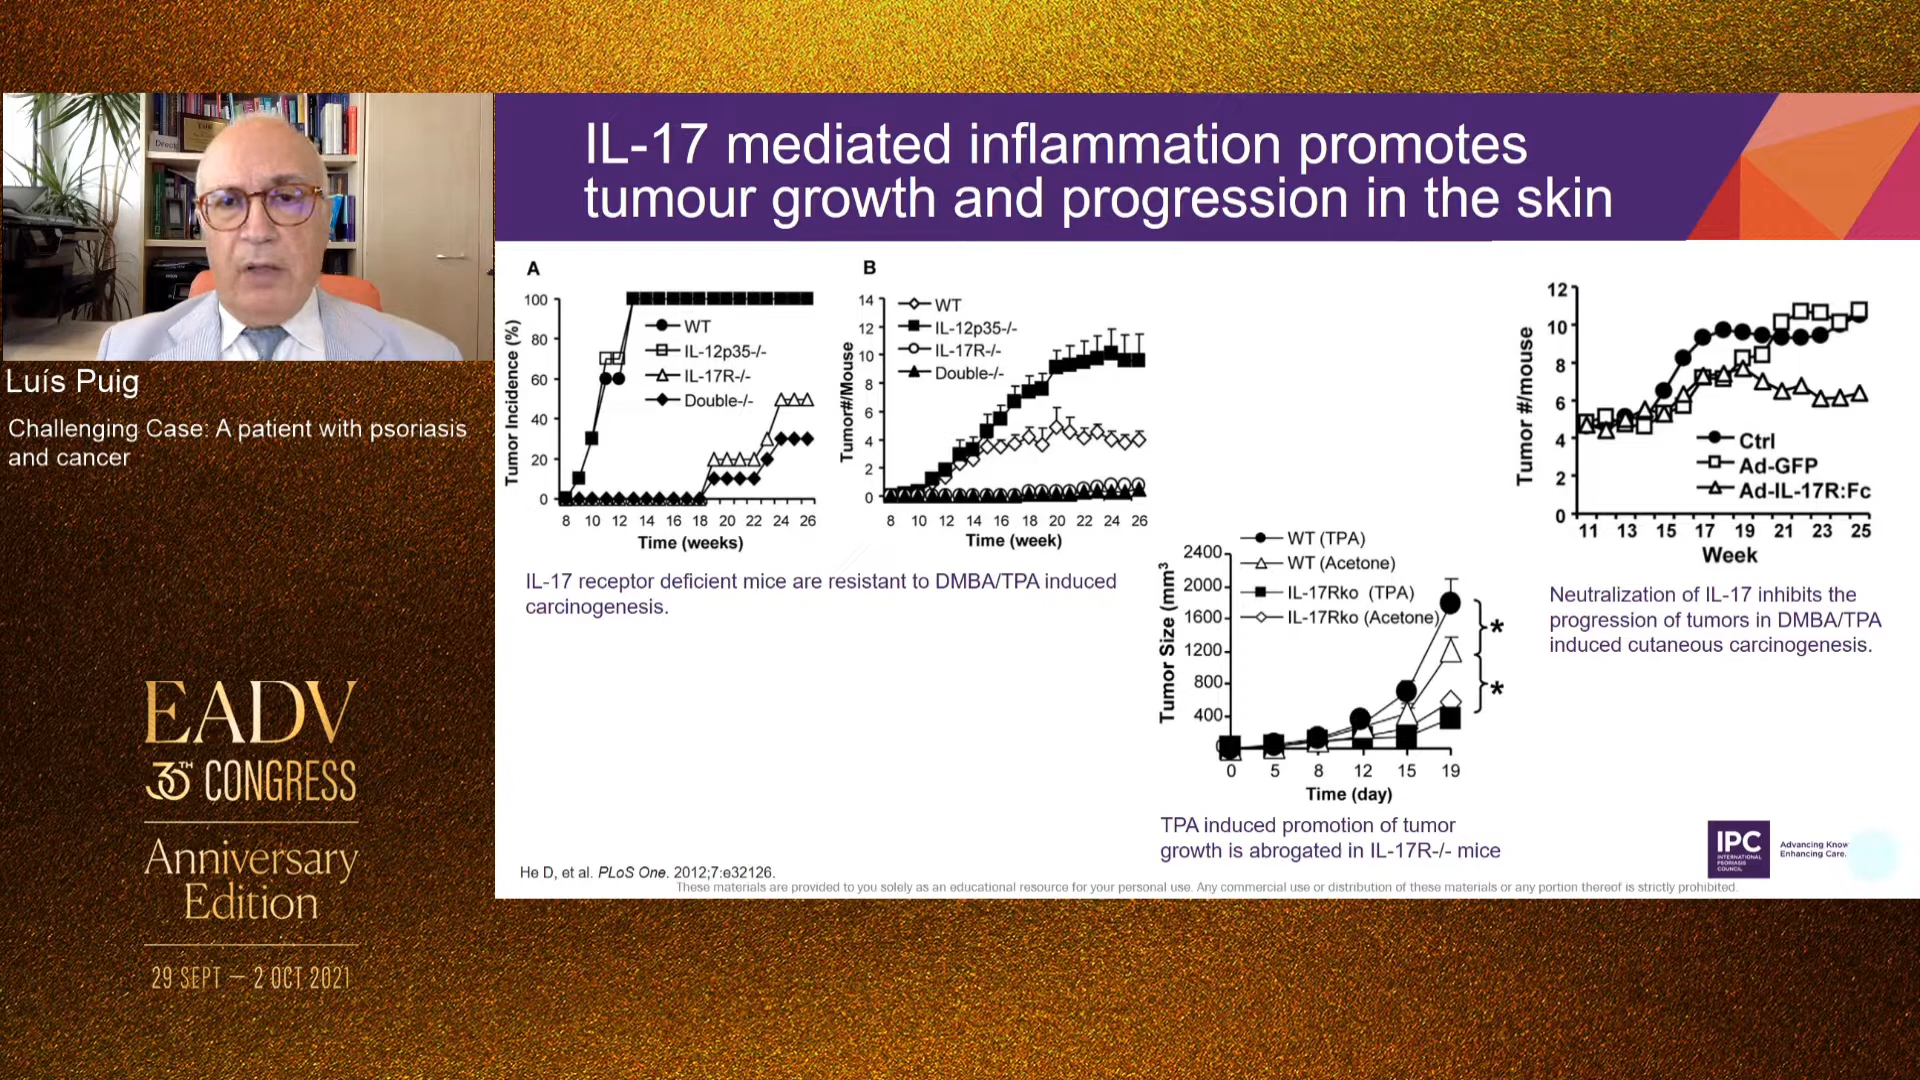 IL-17 mediated inflammation promotes
tumour growth and progression in the skin
Luís Puig
Challenging Case: A patient with psoriasis
and cancer
EADV
30TH CONGRESS
Anniversary
Edition
29 SEPT — 2 OCT 2021
A
Tumor Incidence (%)
100
80
60
40
20
0
WT
IL-12p35-/-
IL-17R-/-
Double-/-
8 10 12 14 16 18 20 22 24 26
Time (weeks)
B
Tumor#/Mouse
14
12
10
8
6
4
2
0
WT
IL-12p35-/-
IL-17R-/-
Double-/-
8 10 12 14 16 18 20 22 24 26
Time (week)
IL-17 receptor deficient mice are resistant to DMBA/TPA induced
carcinogenesis.
Tumor Size (mm³
2400
2000
1600
1200
800
400
WT (TPA)
WT (Acetone)
IL-17Rko (TPA)
IL-17Rko (Acetone)
*
*
0 5 8 12 15 19
Time (day)
TPA induced promotion of tumor
growth is abrogated in IL-17R-/- mice
Tumor #/mouse
12
10
8
6
4
2
0
Ctrl
Ad-GFP
Ad-IL-17R:Fc
11 13 15 17 19 21 23 25
Week
Neutralization of IL-17 inhibits the
progression of tumors in DMBA/TPA
induced cutaneous carcinogenesis.
IPC
INTERNATIONAL
PSORIASIS
COUNCIL
Advancing Know
Enhancing Care.
He D, et al. PLoS One. 2012;7:e32126.
These materials are provided to you solely as an educational resource for your personal use. Any commercial use or distribution of these materials or any portion thereof is strictly prohibited.